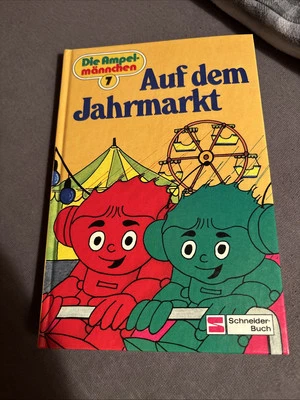 Die Ampel-
männchen
7
Auf dem
Jahrmarkt
Schneider-
Buch